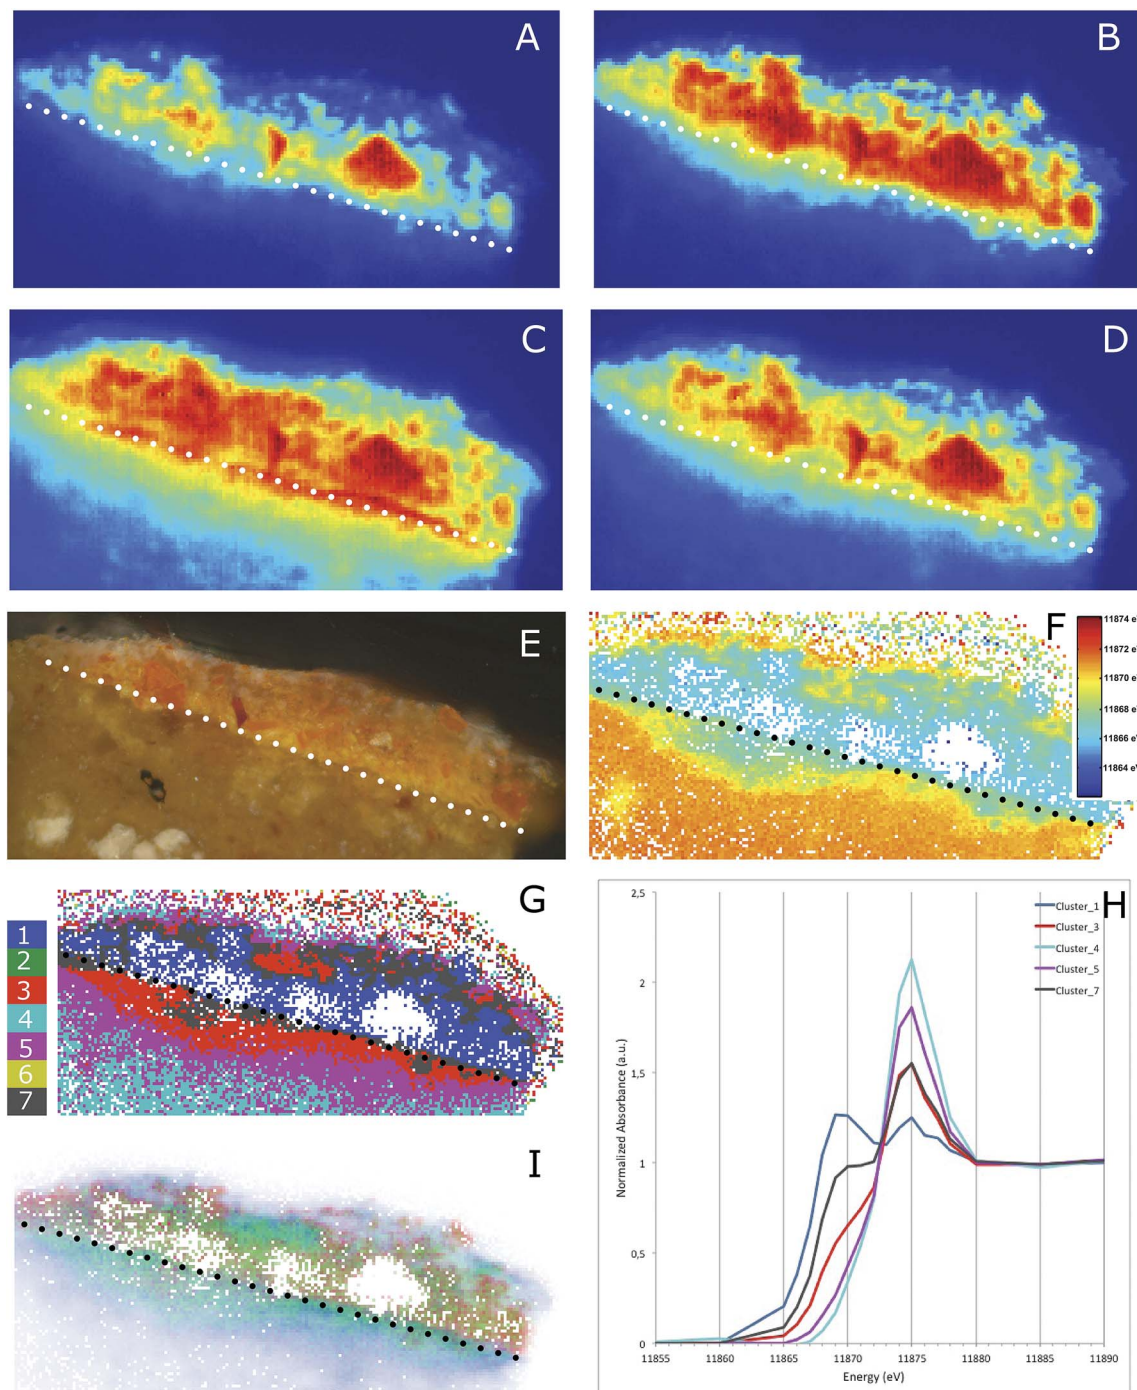 A
B
C
D
E
F
11874 e
11872 e
11870 e
11868 e
11866 e
11864 e
G
1
2
3
4
5
6
7
H
2,5
2
1,5
1
0,5
0
Normalized Absorbance (a.u.)
Cluster_1
Cluster_3
Cluster_4
Cluster_5
Cluster_7
11855 11860 11865 11870 11875 11880 11885 11890
Energy (eV)
I